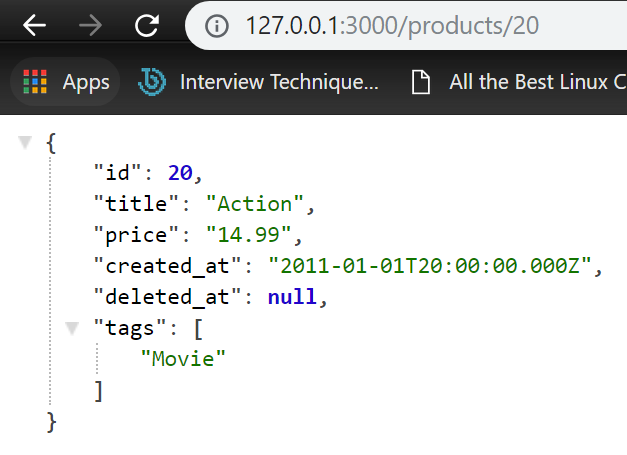 127.0.0.1:3000/products/20
Apps Interview Technique... All the Best Linux C
{
"id": 20,
"title": "Action",
"price": "14.99",
"created_at": "2011-01-01T20:00:00.000Z",
"deleted_at": null,
"tags": [
"Movie"
]
}